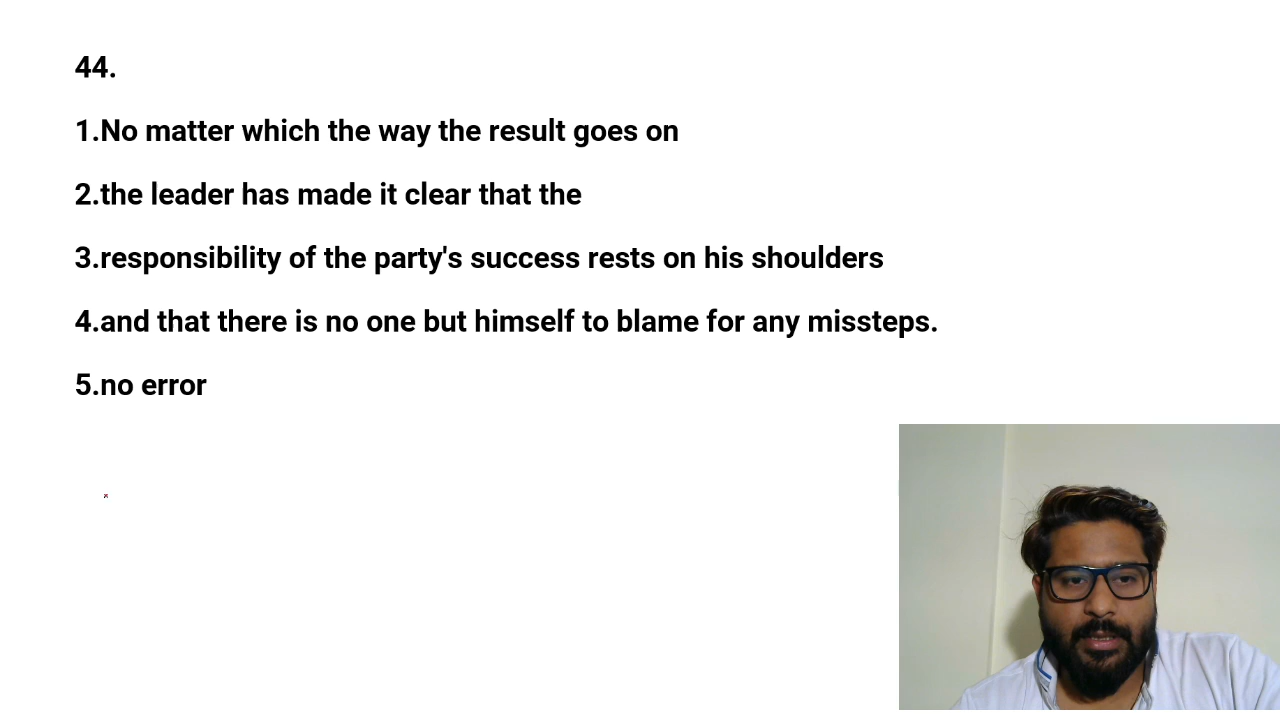 44.
1.No matter which the way the result goes on
2.the leader has made it clear that the
3.responsibility of the party's success rests on his shoulders
4.and that there is no one but himself to blame for any missteps.
5.no error